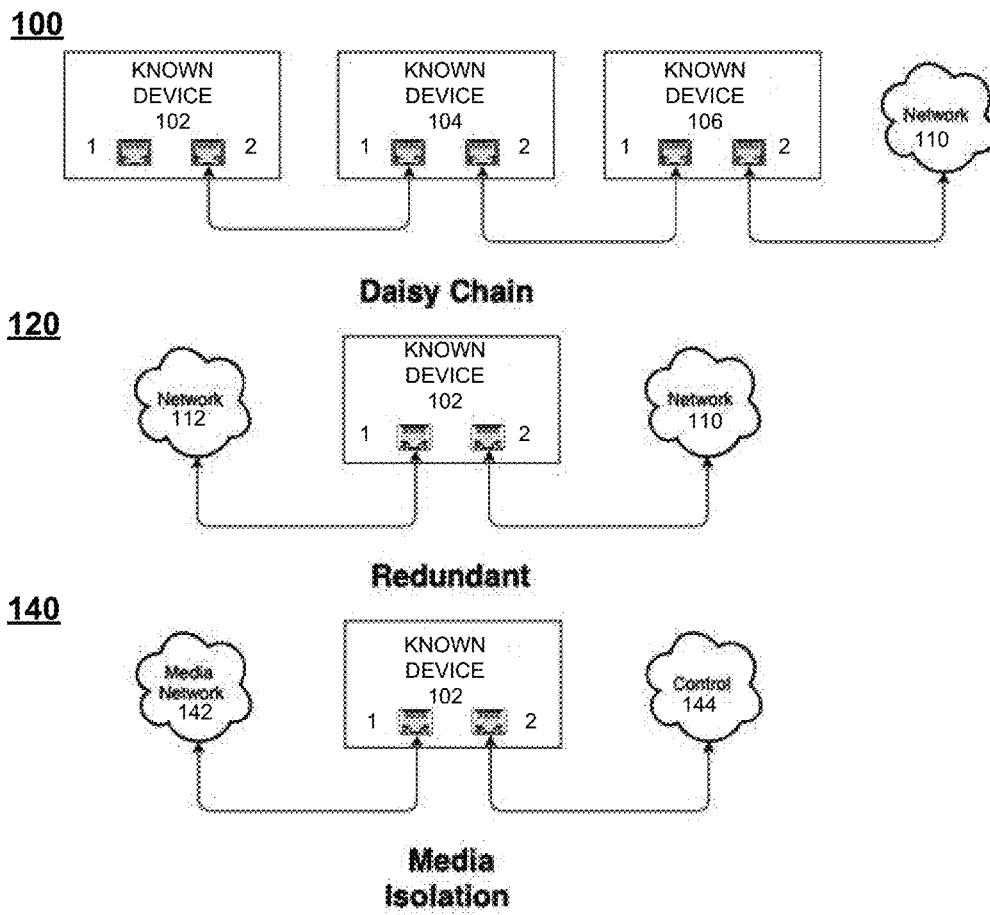 100
KNOWN
DEVICE
102
1
2
KNOWN
DEVICE
104
1
2
KNOWN
DEVICE
106
1
2
Network
110
Daisy Chain
120
Network
112
KNOWN
DEVICE
102
1
2
Network
110
Redundant
140
Media
Network
142
KNOWN
DEVICE
102
1
2
Control
144
Media
Isolation